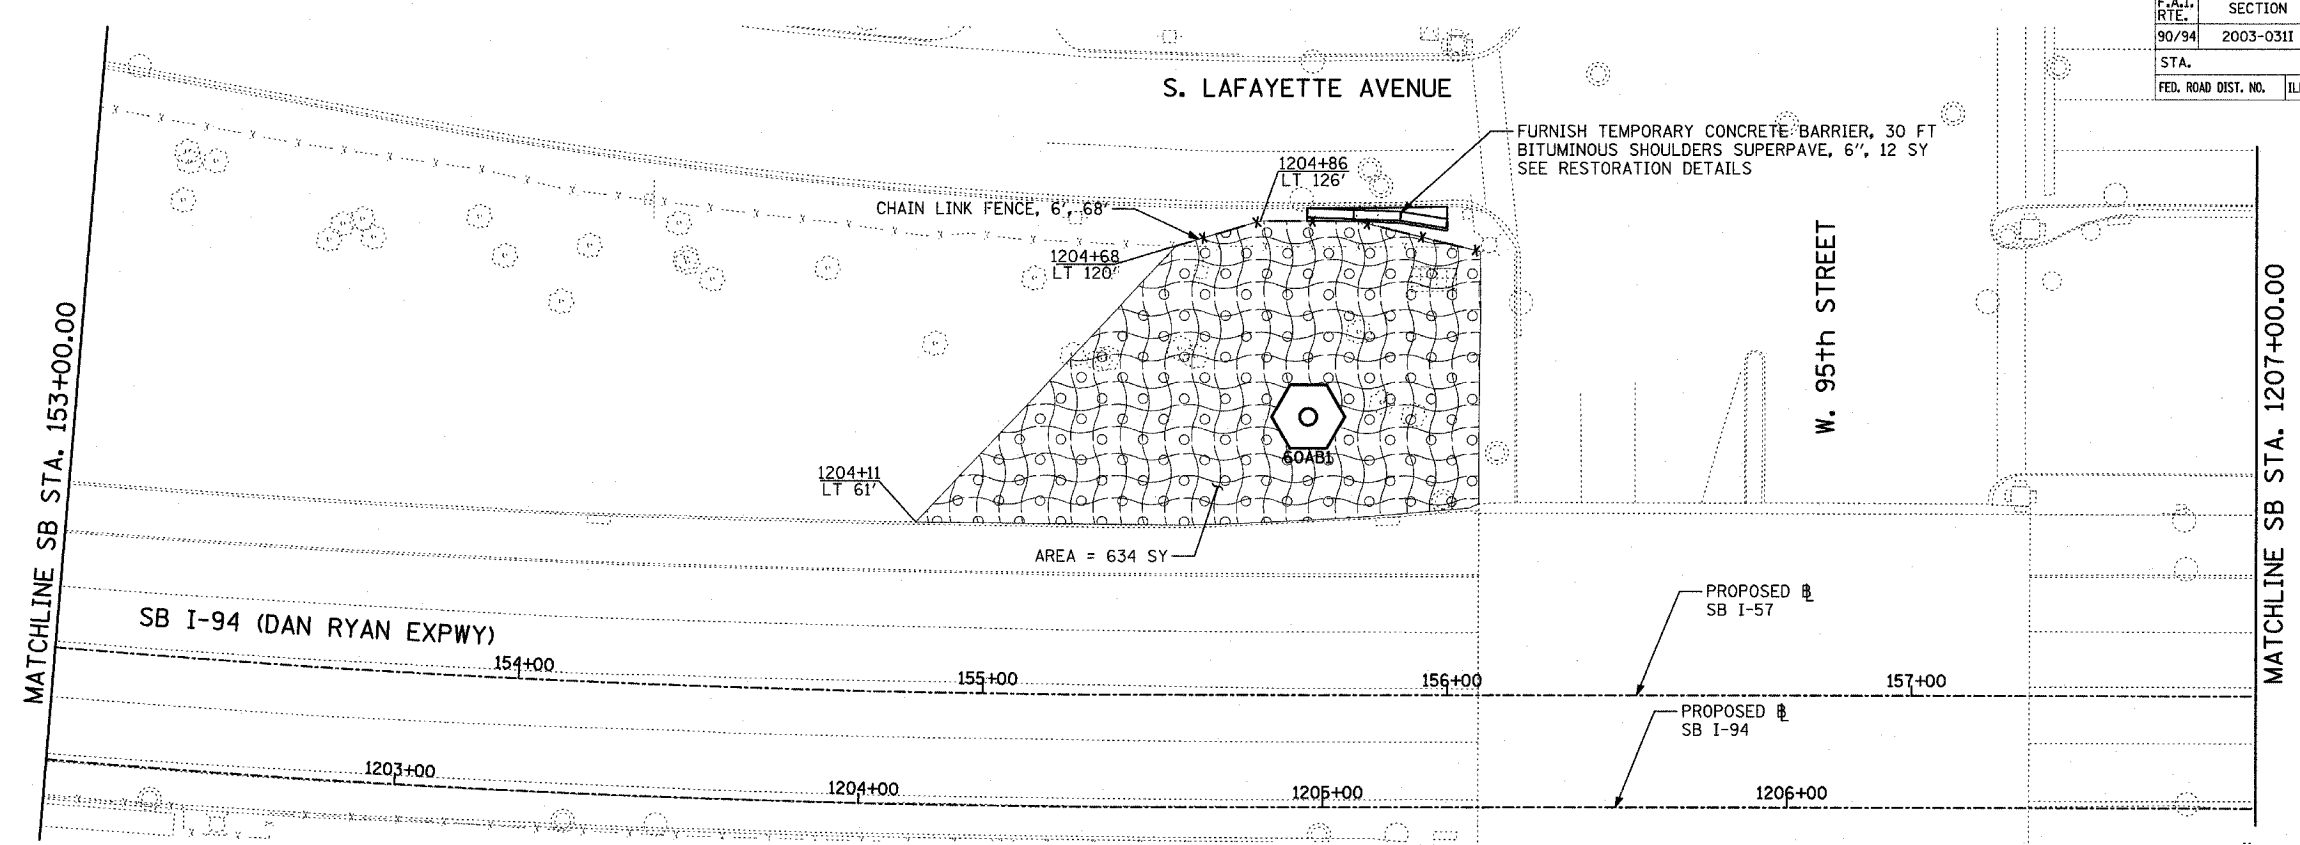 F.A.I. RTE.
SECTION
90/94
2003-031I
STA.
FED. ROAD DIST. NO.
S. LAFAYETTE AVENUE
FURNISH TEMPORARY CONCRETE BARRIER, 30 FT
BITUMINOUS SHOULDERS SUPERPAVE, 6", 12 SY
SEE RESTORATION DETAILS
1204+86
LT 126'
CHAIN LINK FENCE, 6', 68'
1204+68
LT 120'
W. 95th STREET
MATCHLINE SB STA. 153+00.00
MATCHLINE SB STA. 1207+00.00
60AB1
1204+11
LT 61'
AREA = 634 SY
PROPOSED BL
SB I-57
SB I-94 (DAN RYAN EXPWY)
154+00
155+00
156+00
157+00
PROPOSED BL
SB I-94
1203+00
1204+00
1205+00
1206+00